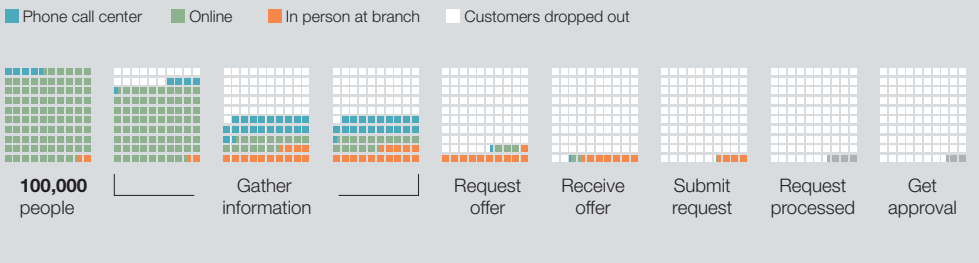 Phone call center Online In person at branch Customers dropped out
100,000
people
Gather
information
Request
offer
Receive
offer
Submit
request
Request
processed
Get
approval